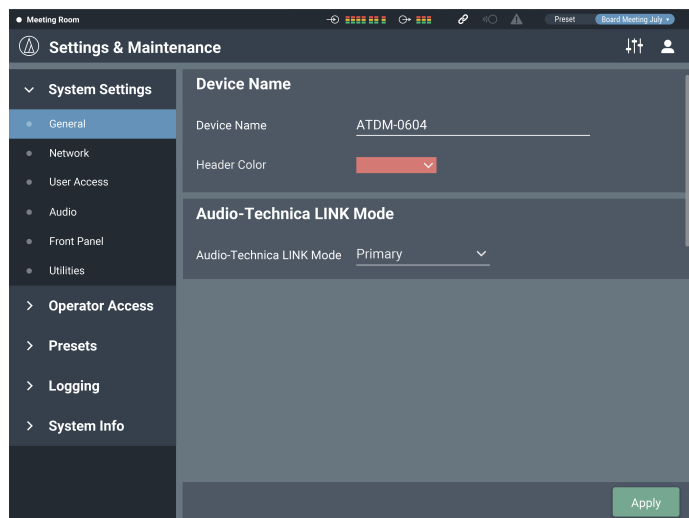 Meeting Room
Preset
Board Meeting July
Settings & Maintenance
System Settings
General
Network
User Access
Audio
Front Panel
Utilities
Operator Access
Presets
Logging
System Info
Device Name
Device Name ATDM-0604
Header Color
Audio-Technica LINK Mode
Audio-Technica LINK Mode Primary
Apply